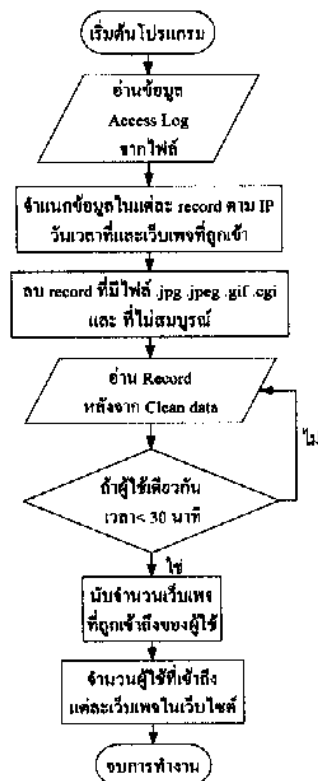 เริ่มต้นโปรแกรม
อ่านข้อมูล
Access Log
จากไฟล์
จำแนกข้อมูลในแต่ละ record ตาม IP
วันเวลาที่และเว็บเพจที่ถูกเข้า
ลบ record ที่มีไฟล์ .jpg .jpeg .gif .cgi
และ ที่ไม่สมบูรณ์
อ่าน Record
หลังจาก Clean data
ไม่
ถ้าผู้ใช้เดียวกัน
เวลา< 30 นาที
ใช่
นับจำนวนเว็บเพจ
ที่ถูกเข้าถึงของผู้ใช้
จำนวนผู้ใช้ที่เข้าถึง
แต่ละเว็บเพจในเว็บไซต์
จบการทำงาน